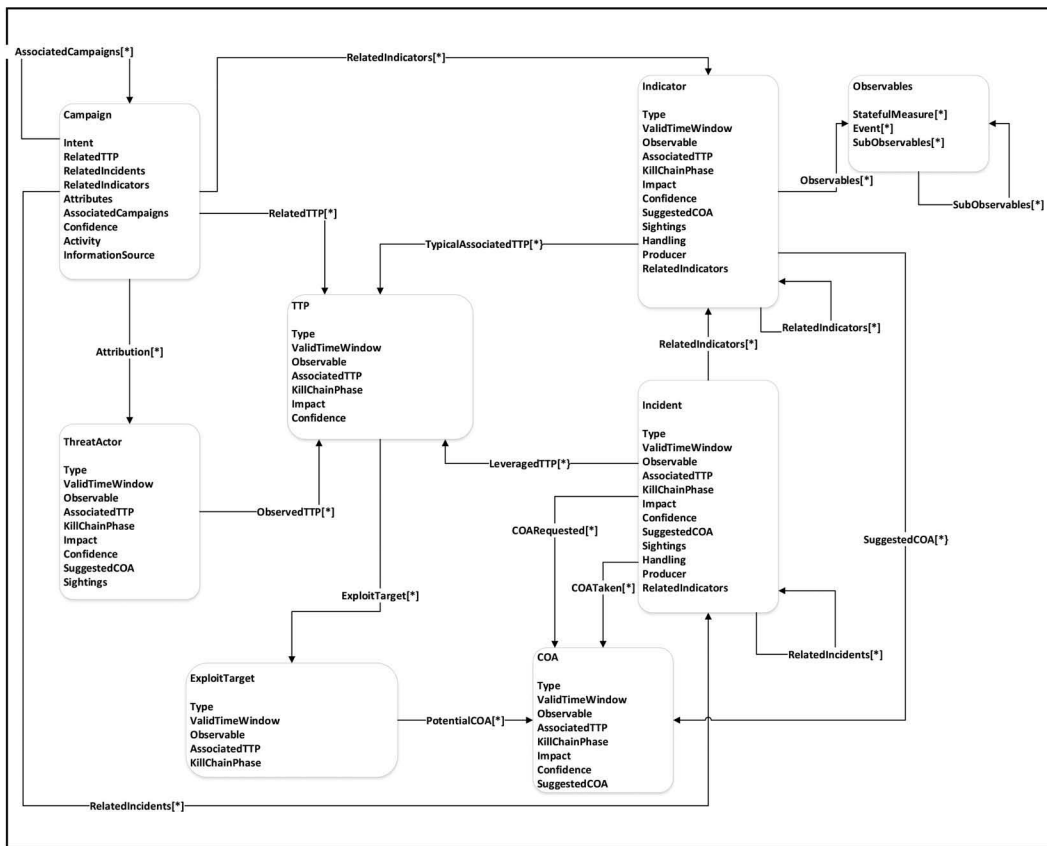 AssociatedCampaigns[*]
RelatedIndicators[*]
Campaign
Intent
RelatedTTP
RelatedIncidents
RelatedIndicators
Attributes
AssociatedCampaigns
Confidence
Activity
InformationSource
Indicator
Type
ValidTimeWindow
Observable
AssociatedTTP
KillChainPhase
Impact
Confidence
SuggestedCOA
Sightings
Handling
Producer
RelatedIndicators
Observables
StatefulMeasure[*]
Event[*]
SubObservables[*]
Observables[*]
SubObservables[*]
RelatedTTP[*]
TypicalAssociatedTTP[*}
TTP
Type
ValidTimeWindow
Observable
AssociatedTTP
KillChainPhase
Impact
Confidence
RelatedIndicators[*]
RelatedIndicators[*]
Attribution[*]
ThreatActor
Type
ValidTimeWindow
Observable
AssociatedTTP
KillChainPhase
Impact
Confidence
SuggestedCOA
Sightings
ObservedTTP[*]
LeveragedTTP[*}
Incident
Type
ValidTimeWindow
Observable
AssociatedTTP
KillChainPhase
Impact
Confidence
SuggestedCOA
Sightings
Handling
Producer
RelatedIndicators
COARequested[*]
SuggestedCOA[*}
COATaken[*]
ExploitTarget[*]
RelatedIncidents[*]
ExploitTarget
Type
ValidTimeWindow
Observable
AssociatedTTP
KillChainPhase
PotentialCOA[*]
COA
Type
ValidTimeWindow
Observable
AssociatedTTP
KillChainPhase
Impact
Confidence
SuggestedCOA
RelatedIncidents[*]